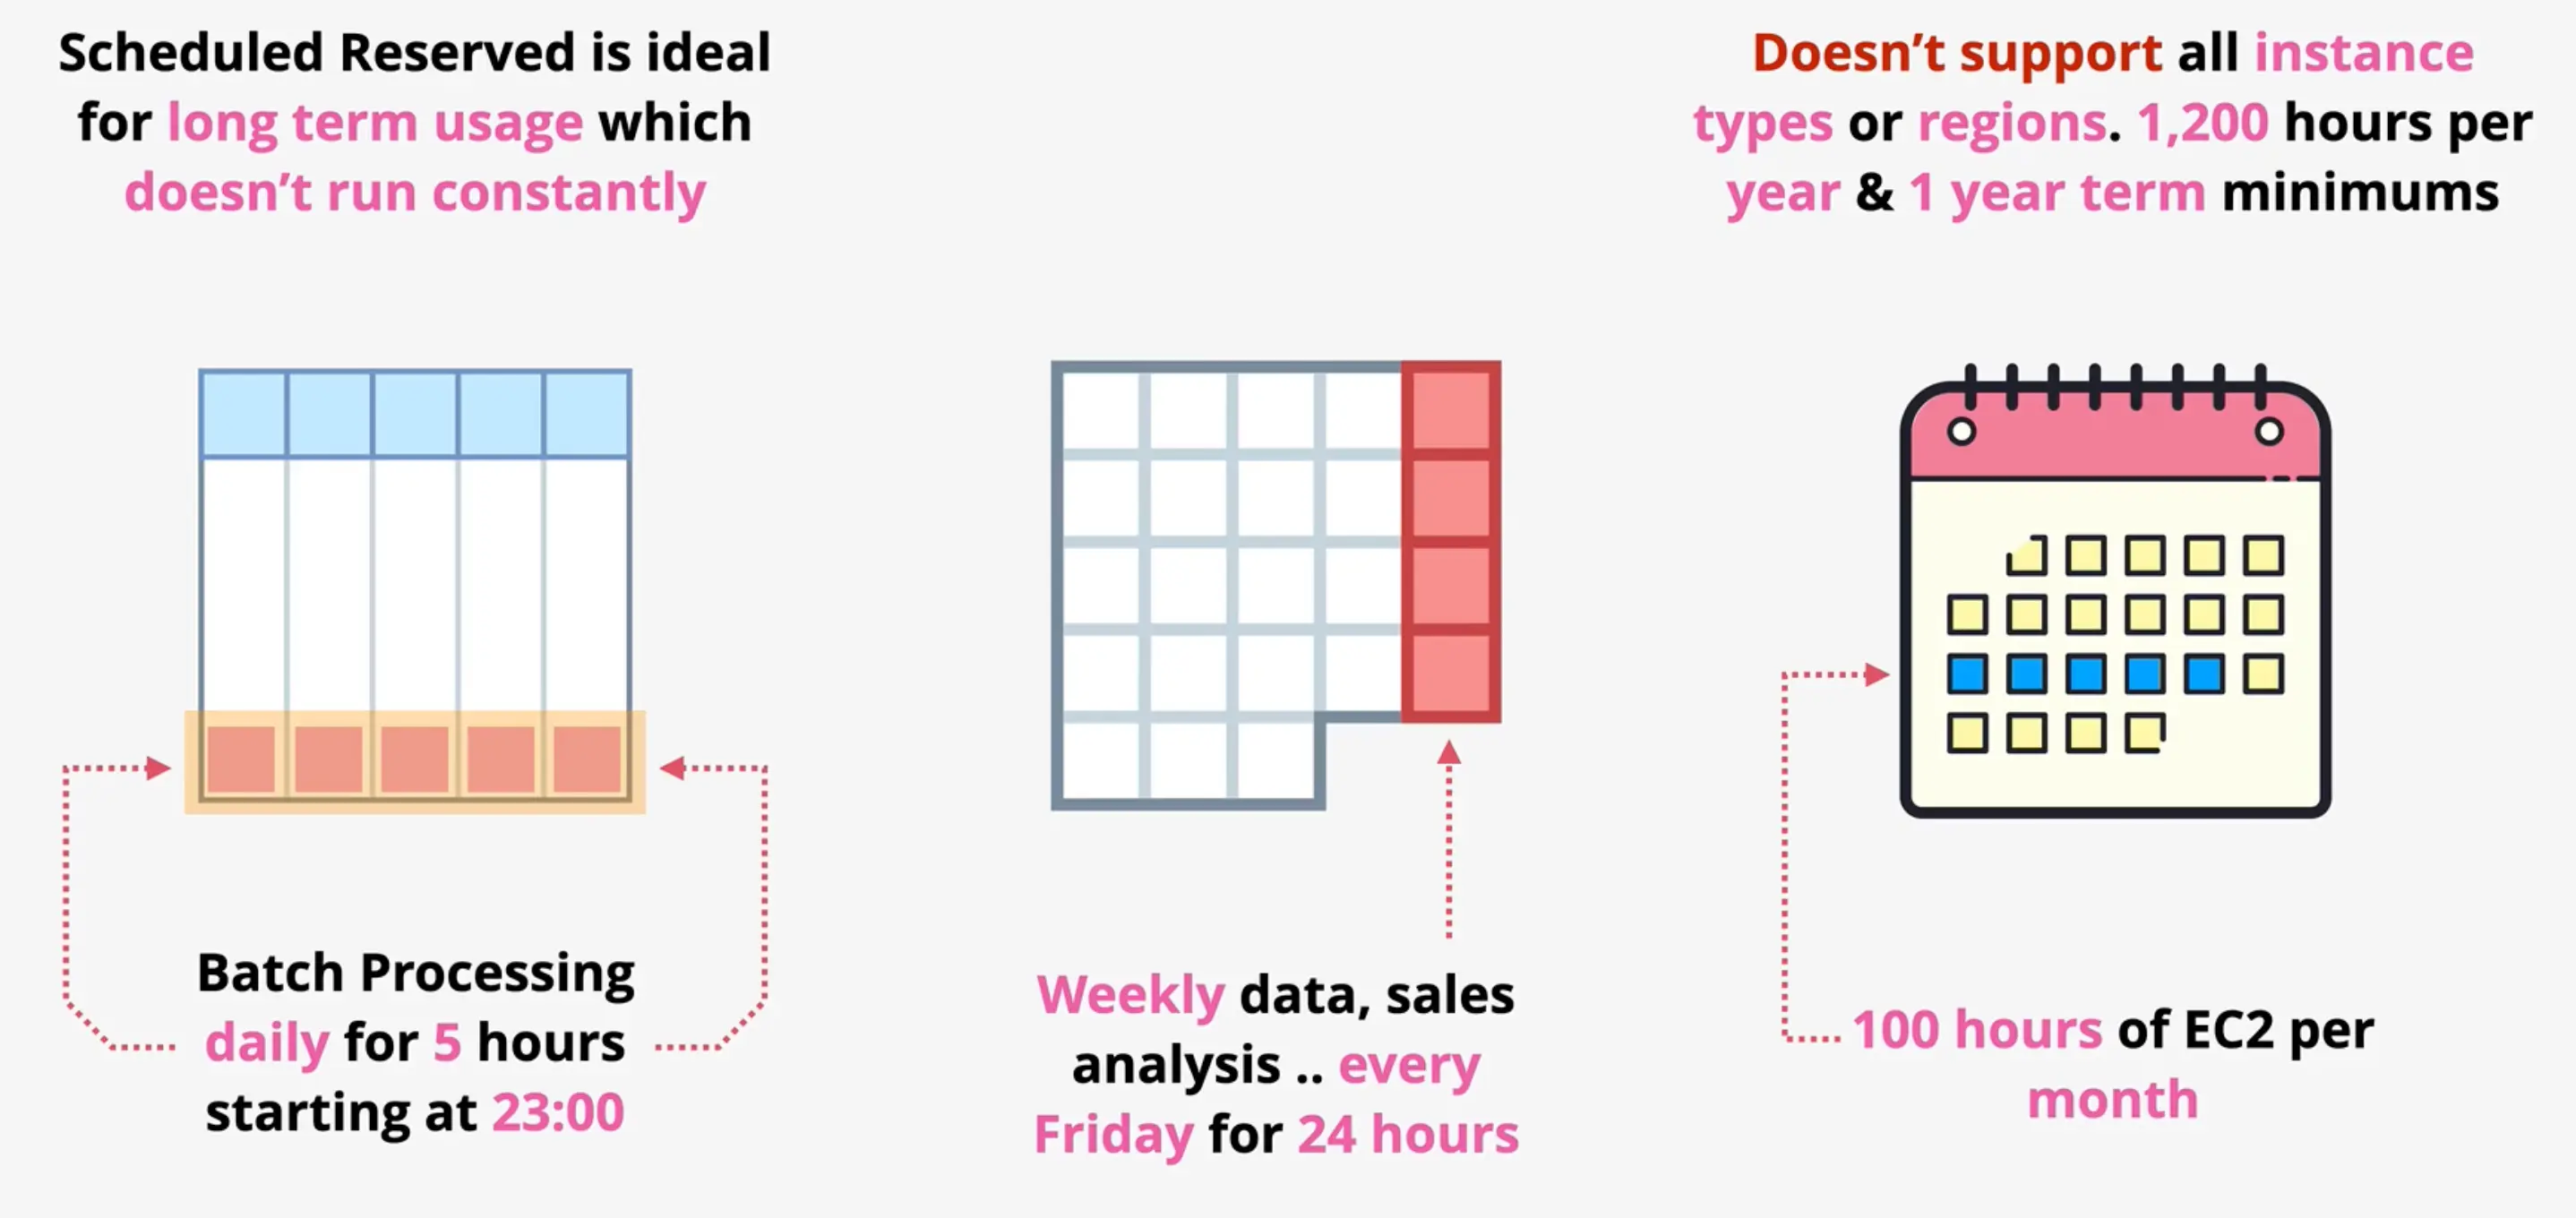 Scheduled Reserved is ideal
for long term usage which
doesn’t run constantly
Doesn’t support all instance
types or regions. 1,200 hours per
year & 1 year term minimums
Batch Processing
daily for 5 hours
starting at 23:00
Weekly data, sales
analysis .. every
Friday for 24 hours
100 hours of EC2 per
month